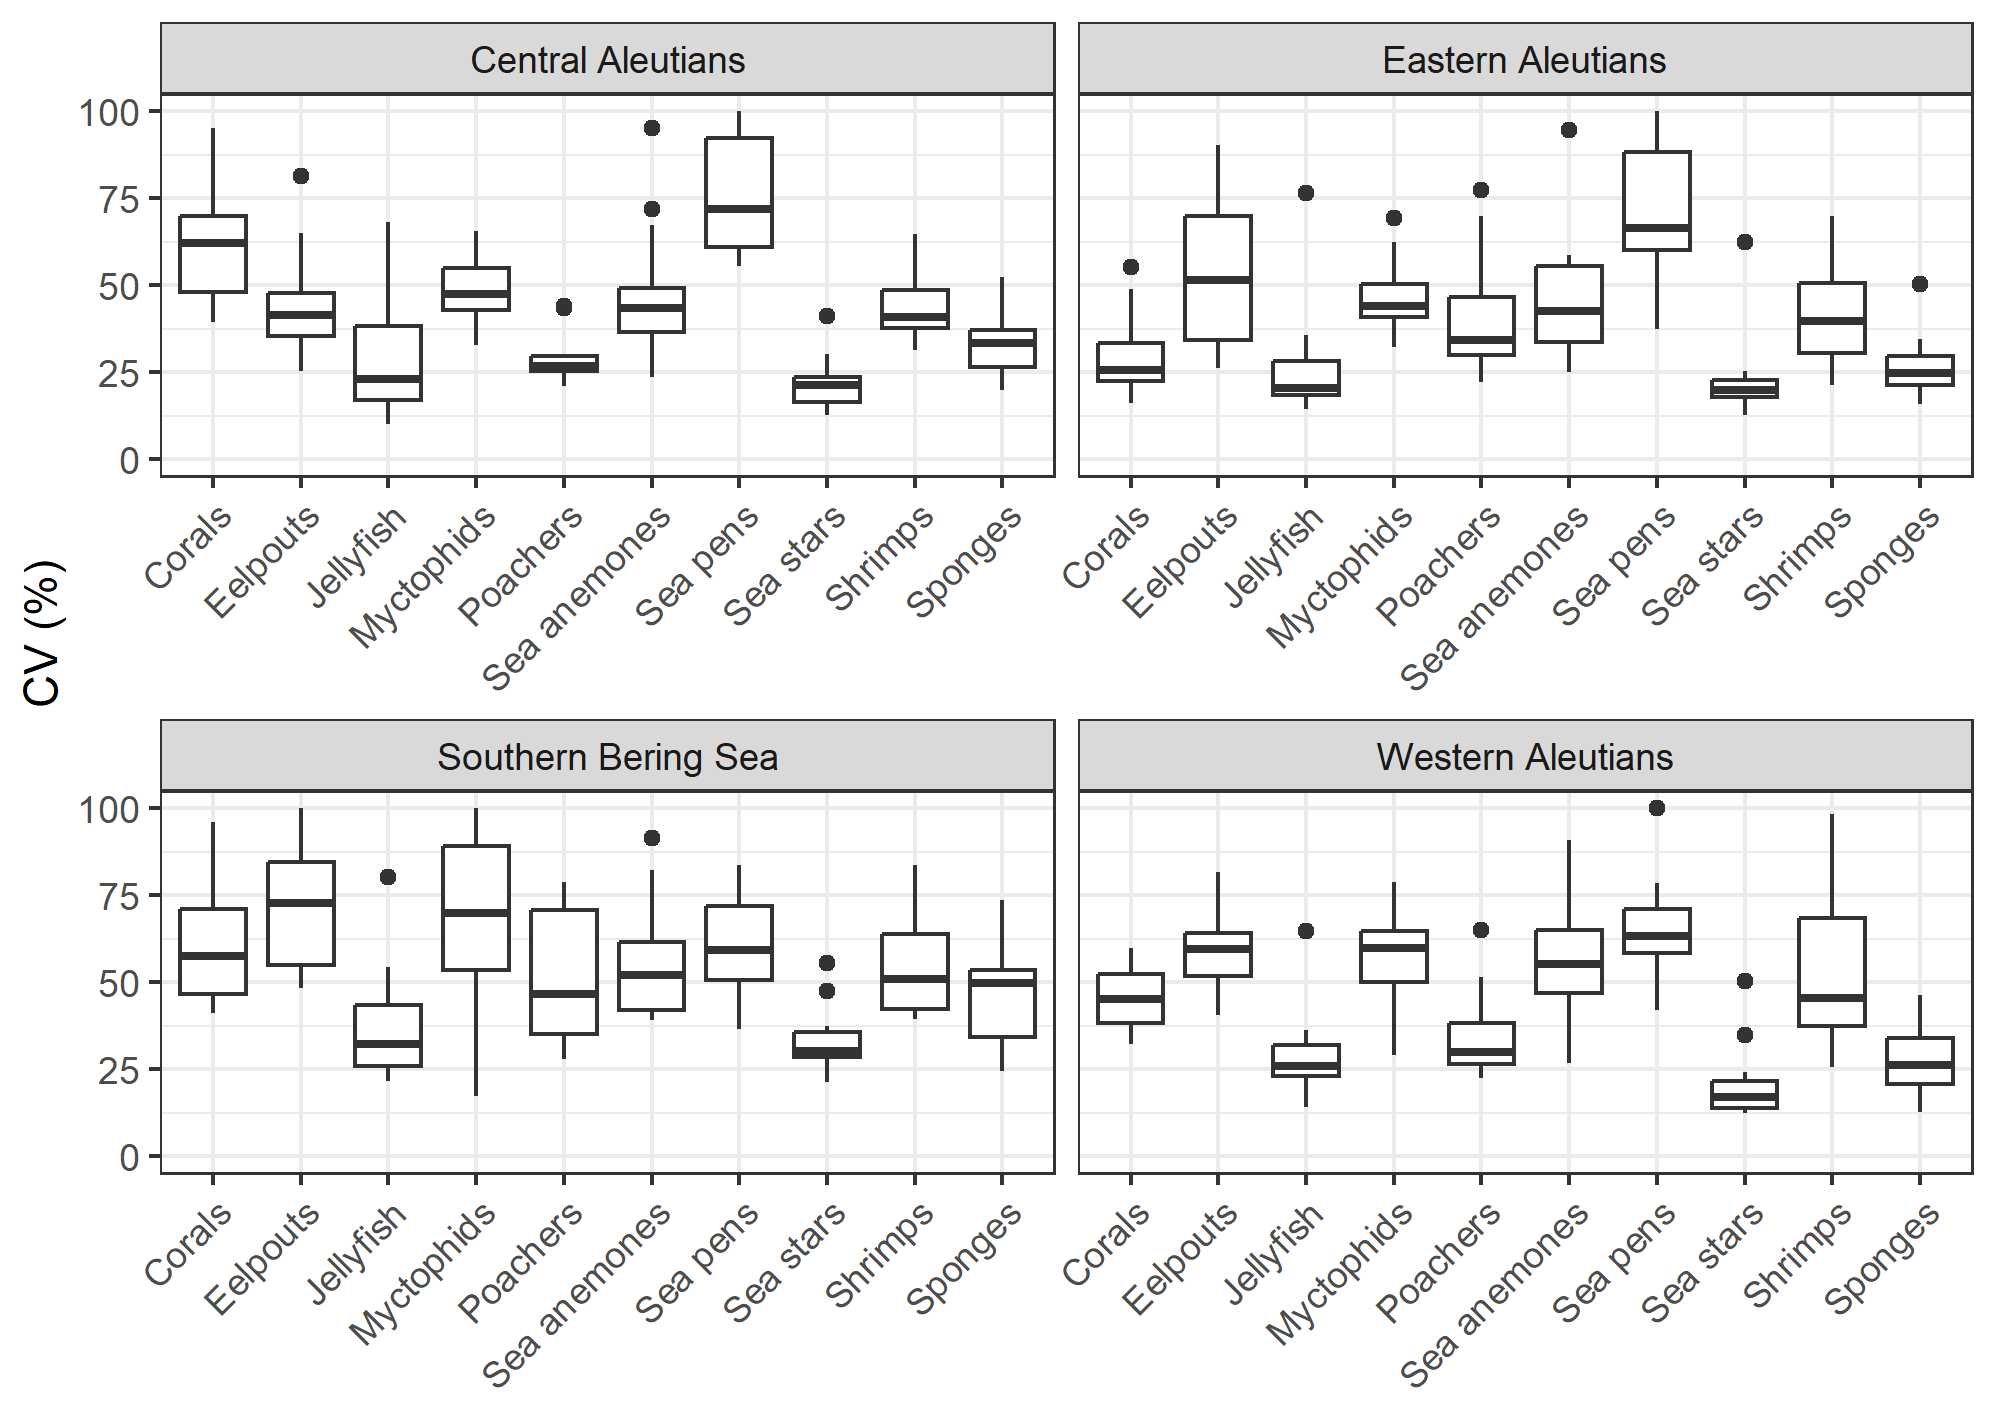 Central Aleutians
Eastern Aleutians
100
75
50
25
0
Corals
Eelpouts
Jellyfish
Myctophids
Poachers
Sea anemones
Sea pens
Sea stars
Shrimps
Sponges
Corals
Eelpouts
Jellyfish
Myctophids
Poachers
Sea anemones
Sea pens
Sea stars
Shrimps
Sponges
CV (%)
Southern Bering Sea
Western Aleutians
100
75
50
25
0
Corals
Eelpouts
Jellyfish
Myctophids
Poachers
Sea anemones
Sea pens
Sea stars
Shrimps
Sponges
Corals
Eelpouts
Jellyfish
Myctophids
Poachers
Sea anemones
Sea pens
Sea stars
Shrimps
Sponges